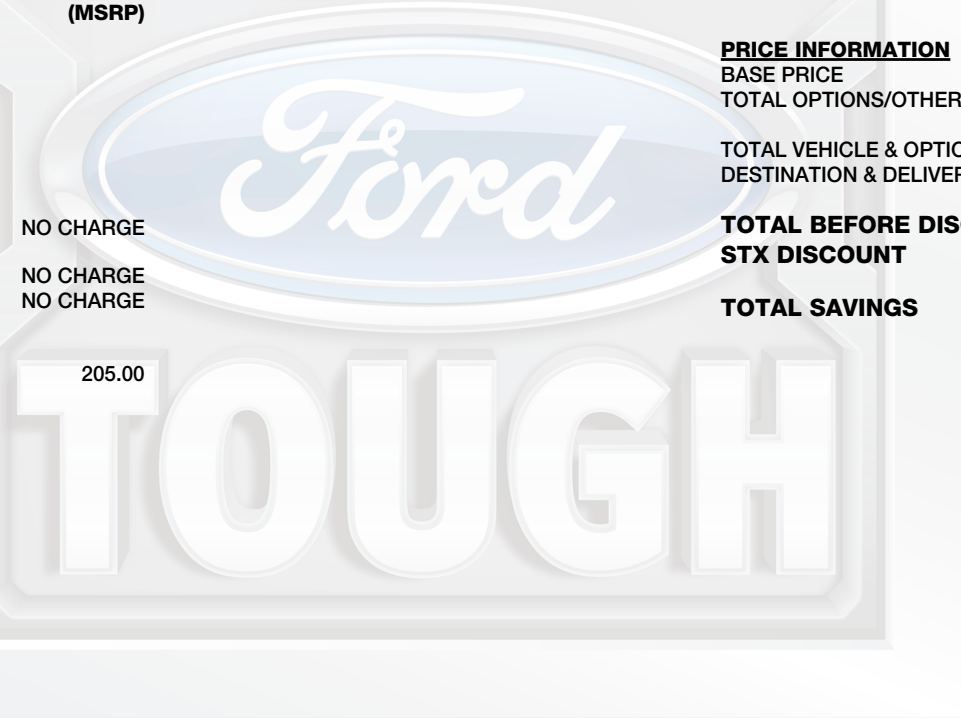 (MSRP)
NO CHARGE
NO CHARGE
NO CHARGE
205.00
PRICE INFORMATION
BASE PRICE
TOTAL OPTIONS/OTHER
TOTAL VEHICLE & OPTIO
DESTINATION & DELIVER
TOTAL BEFORE DIS
STX DISCOUNT
TOTAL SAVINGS
Ford
TOUGH